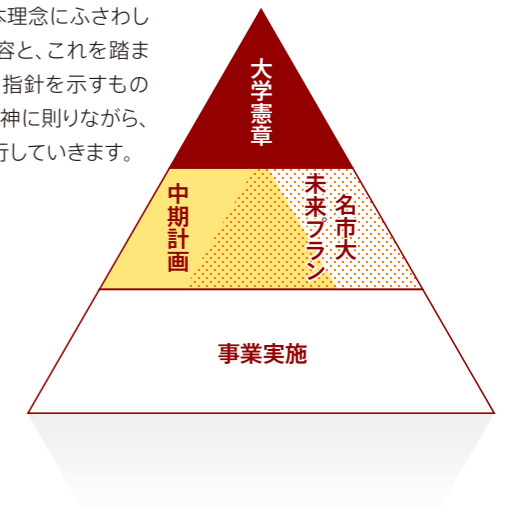 本理念にふさわし
容と、これを踏ま
指針を示すもの
神に則りながら、
行していきます。
大学憲章
中期計画
名市大
未来プラン
事業実施